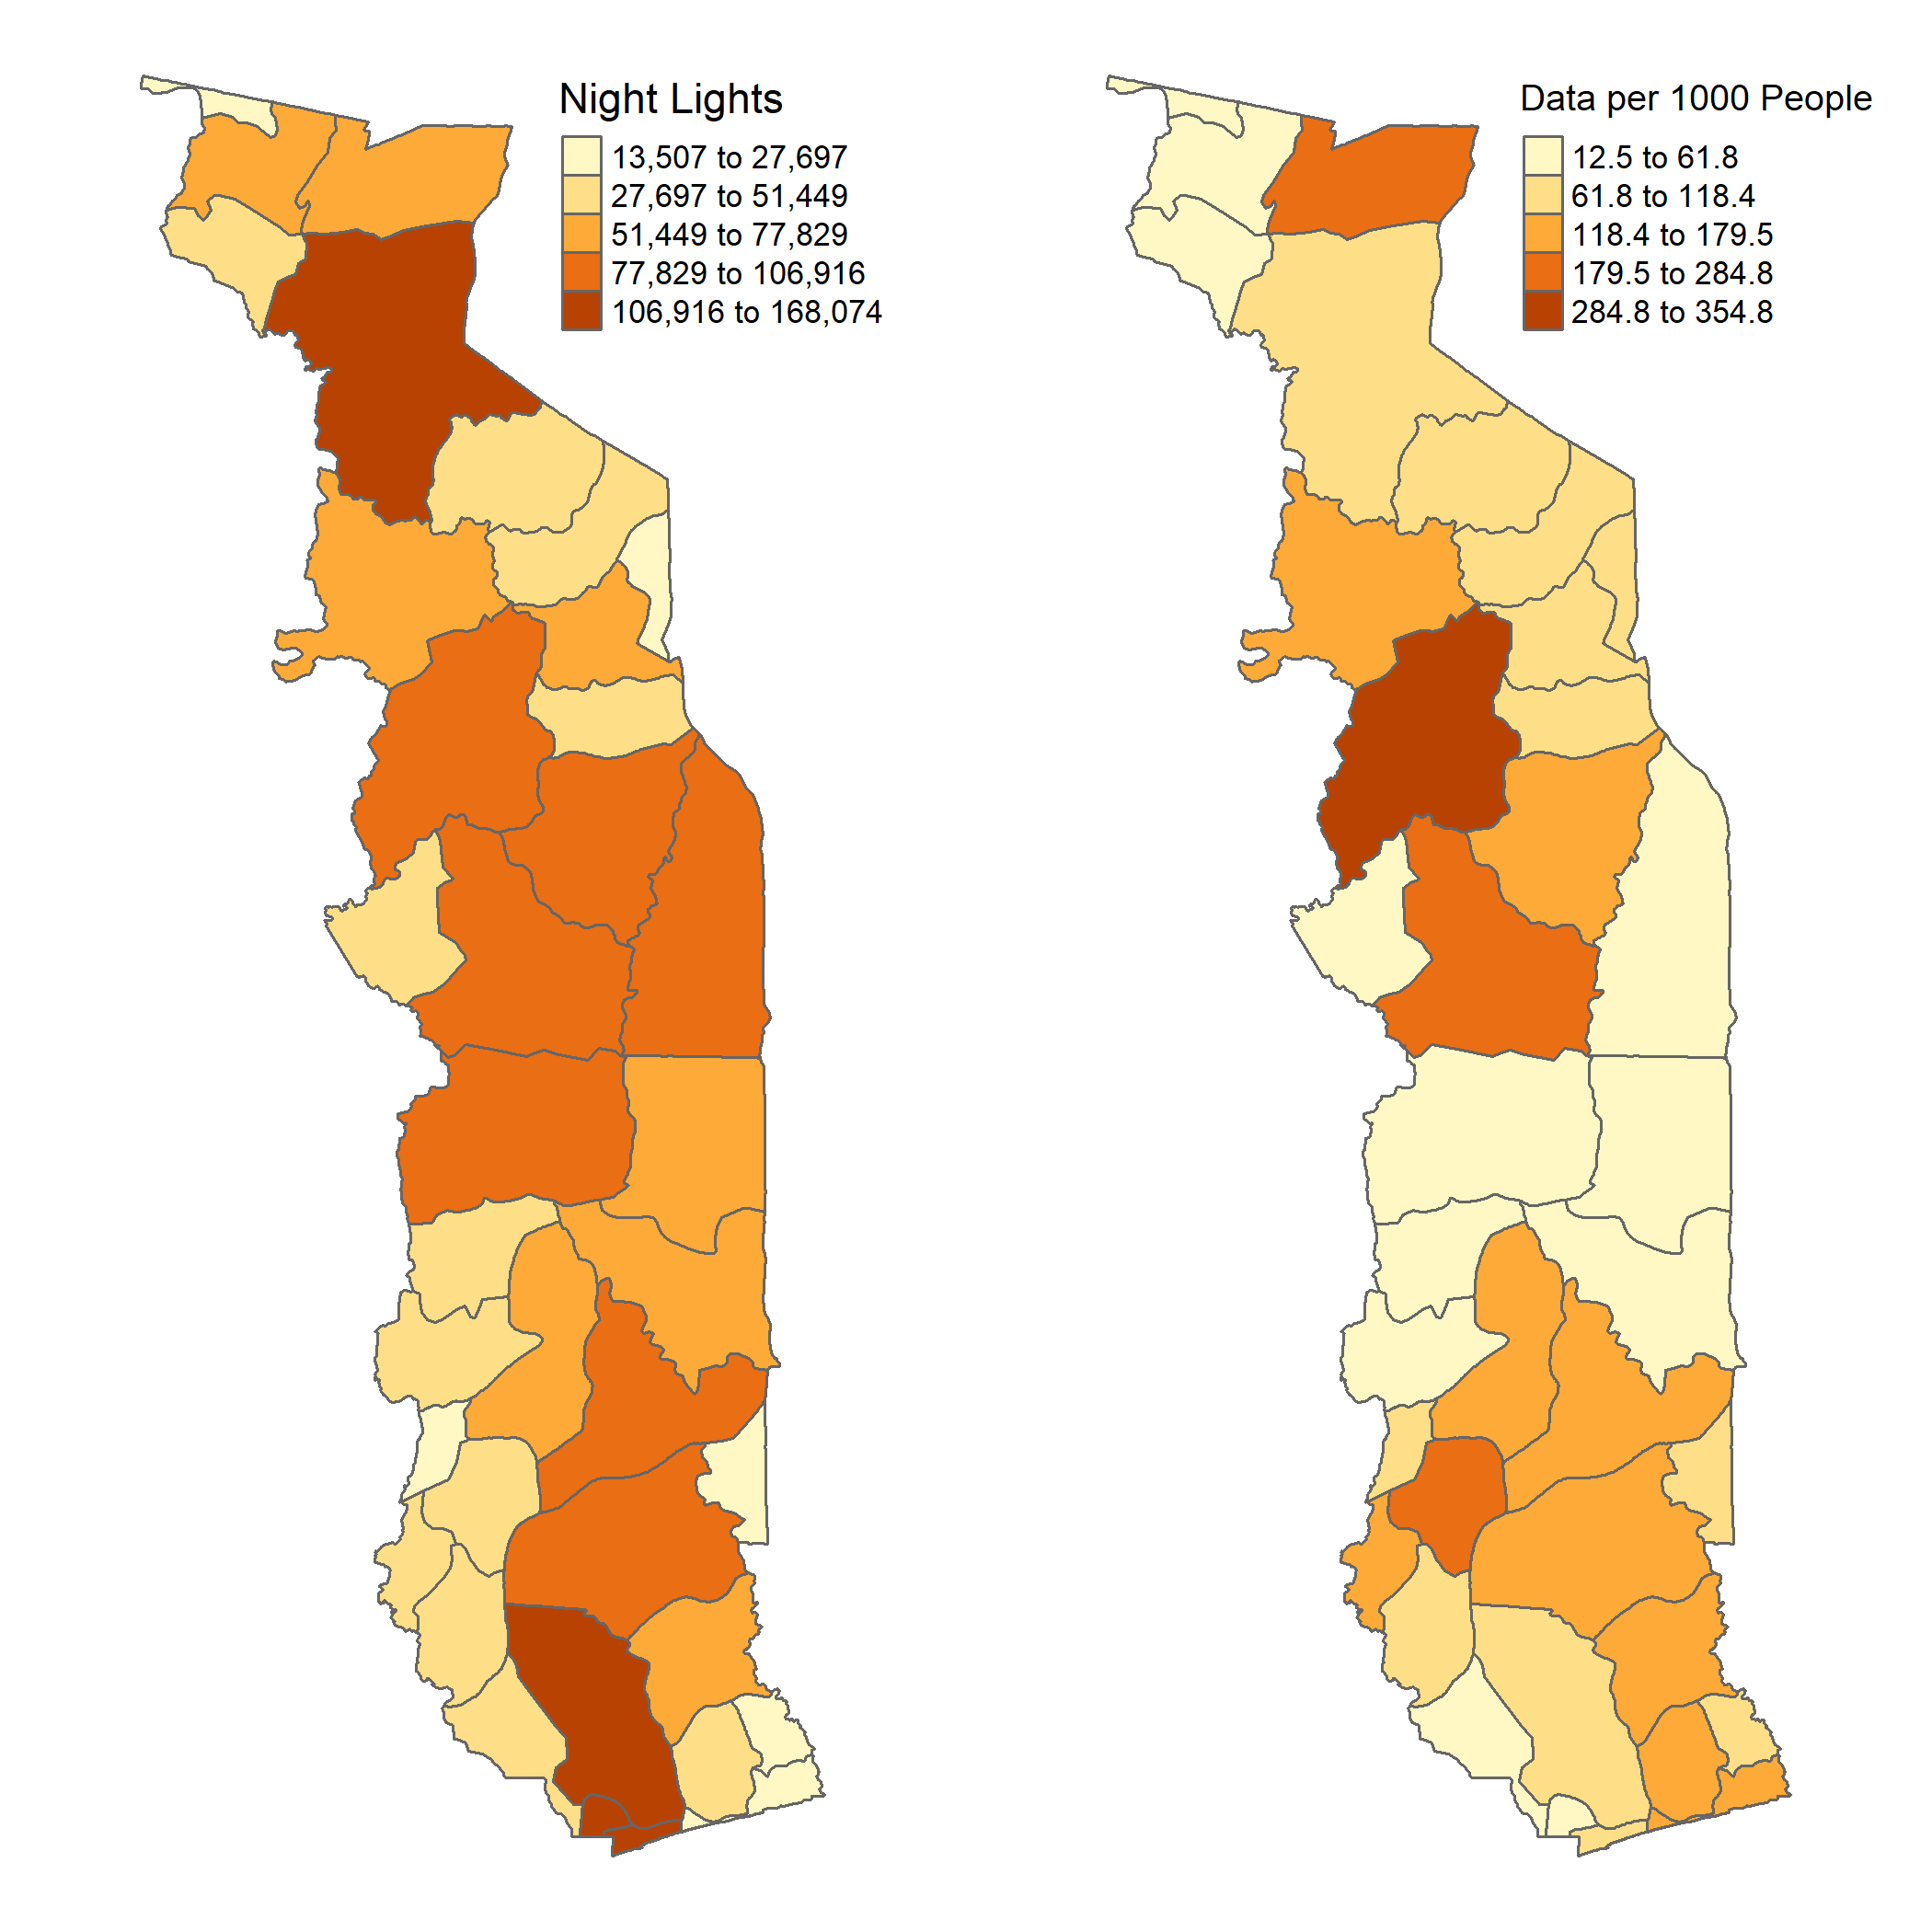 Night Lights
13,507 to 27,697
27,697 to 51,449
51,449 to 77,829
77,829 to 106,916
106,916 to 168,074
Data per 1000 People
12.5 to 61.8
61.8 to 118.4
118.4 to 179.5
179.5 to 284.8
284.8 to 354.8